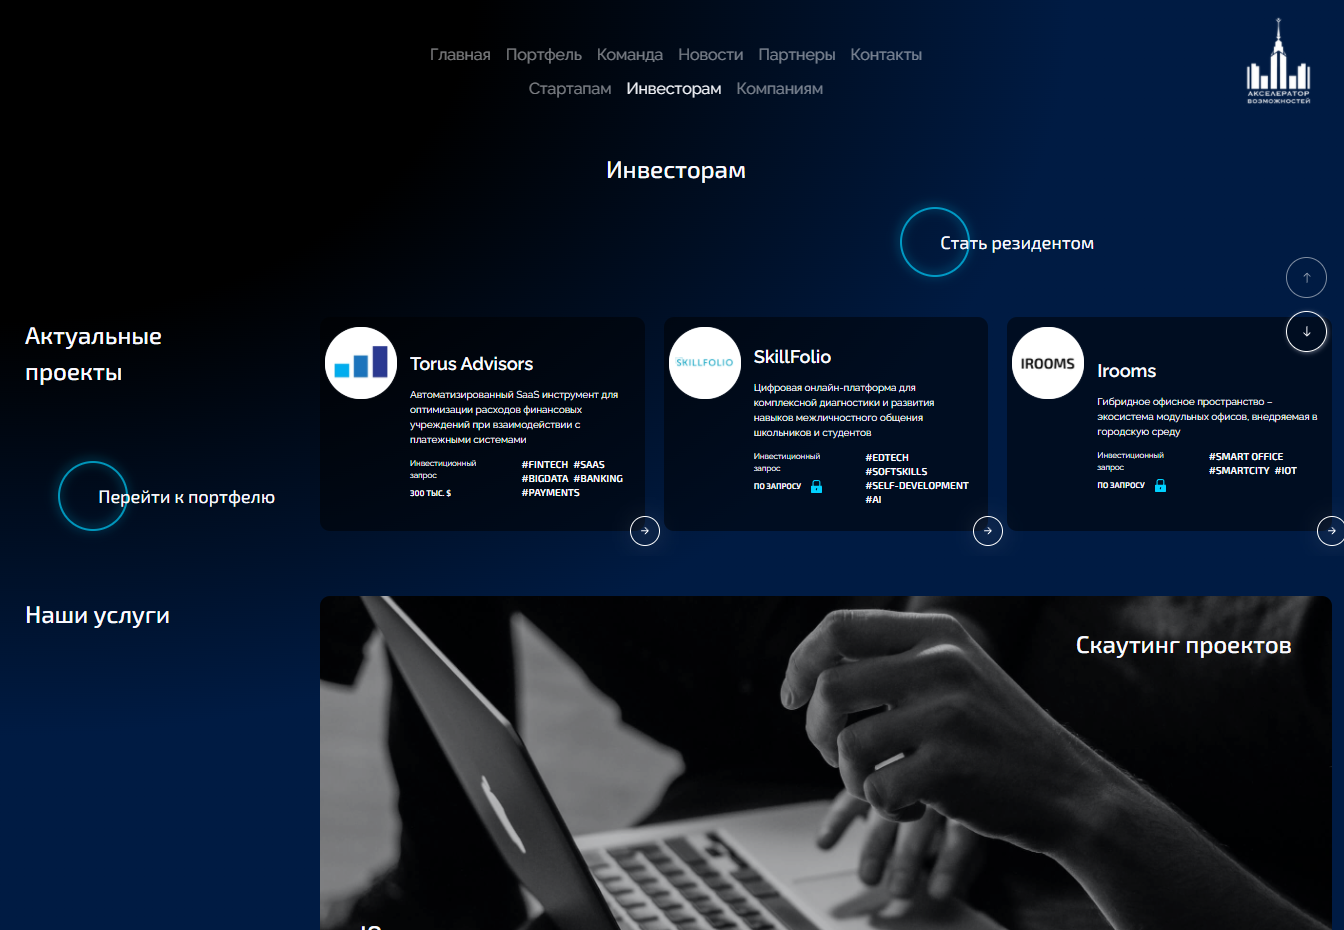 Главная Портфель Команда Новости Партнеры Контакты
Стартапам Инвесторам Компаниям
АКСЕЛЕРАТОР
ВОЗМОЖНОСТЕЙ
Инвесторам
Стать резидентом
Актуальные
проекты
Перейти к портфелю
Torus Advisors
Автоматизированный SaaS инструмент для
оптимизации расходов финансовых
учреждений при взаимодействии с
платежными системами
Инвестиционный
запрос
300 ТЫС. $
#FINTECH #SAAS
#BIGDATA #BANKING
#PAYMENTS
SKILLFOLIO
SkillFolio
Цифровая онлайн-платформа для
комплексной диагностики и развития
навыков межличностного общения
школьников и студентов
Инвестиционный
запрос
ПО ЗАПРОСУ
#EDTECH
#SOFTSKILLS
#SELF-DEVELOPMENT
#AI
IROOMS
Irooms
Гибридное офисное пространство –
экосистема модульных офисов, внедряемая в
городскую среду
Инвестиционный
запрос
ПО ЗАПРОСУ
#SMART OFFICE
#SMARTCITY #IOT
Наши услуги
Скаутинг проектов